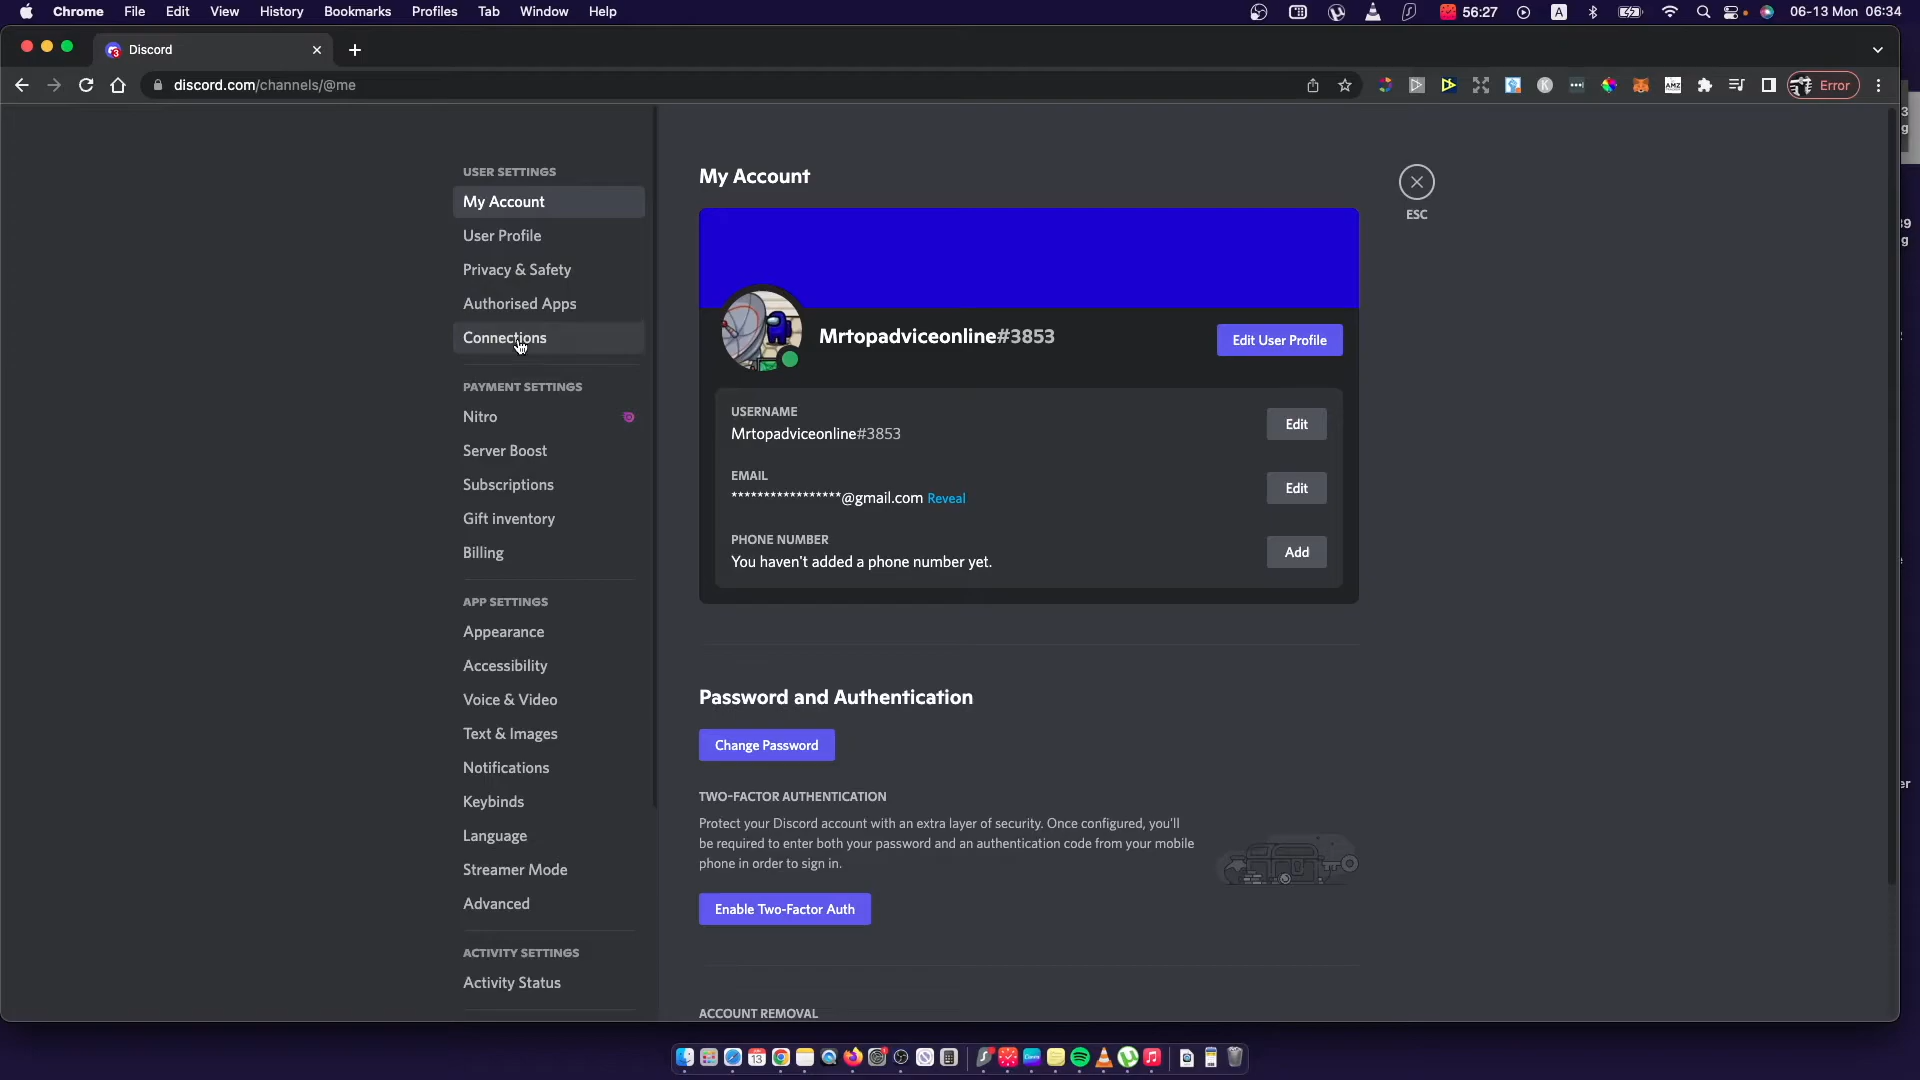 Chrome File Edit View History Bookmarks Profiles Tab Window Help 56:27 A 06-13 Mon 06:34
Discord
discord.com/channels/@me
AMZ
Error
USER SETTINGS
My Account
User Profile
Privacy & Safety
Authorised Apps
Connections
PAYMENT SETTINGS
Nitro
Server Boost
Subscriptions
Gift inventory
Billing
APP SETTINGS
Appearance
Accessibility
Voice & Video
Text & Images
Notifications
Keybinds
Language
Streamer Mode
Advanced
ACTIVITY SETTINGS
Activity Status
My Account
ESC
Mrtopadviceonline#3853
Edit User Profile
USERNAME
Mrtopadviceonline#3853
Edit
EMAIL
*****************@gmail.com Reveal
Edit
PHONE NUMBER
You haven't added a phone number yet.
Add
Password and Authentication
Change Password
TWO-FACTOR AUTHENTICATION
Protect your Discord account with an extra layer of security. Once configured, you'll
be required to enter both your password and an authentication code from your mobile
phone in order to sign in.
Enable Two-Factor Auth
ACCOUNT REMOVAL